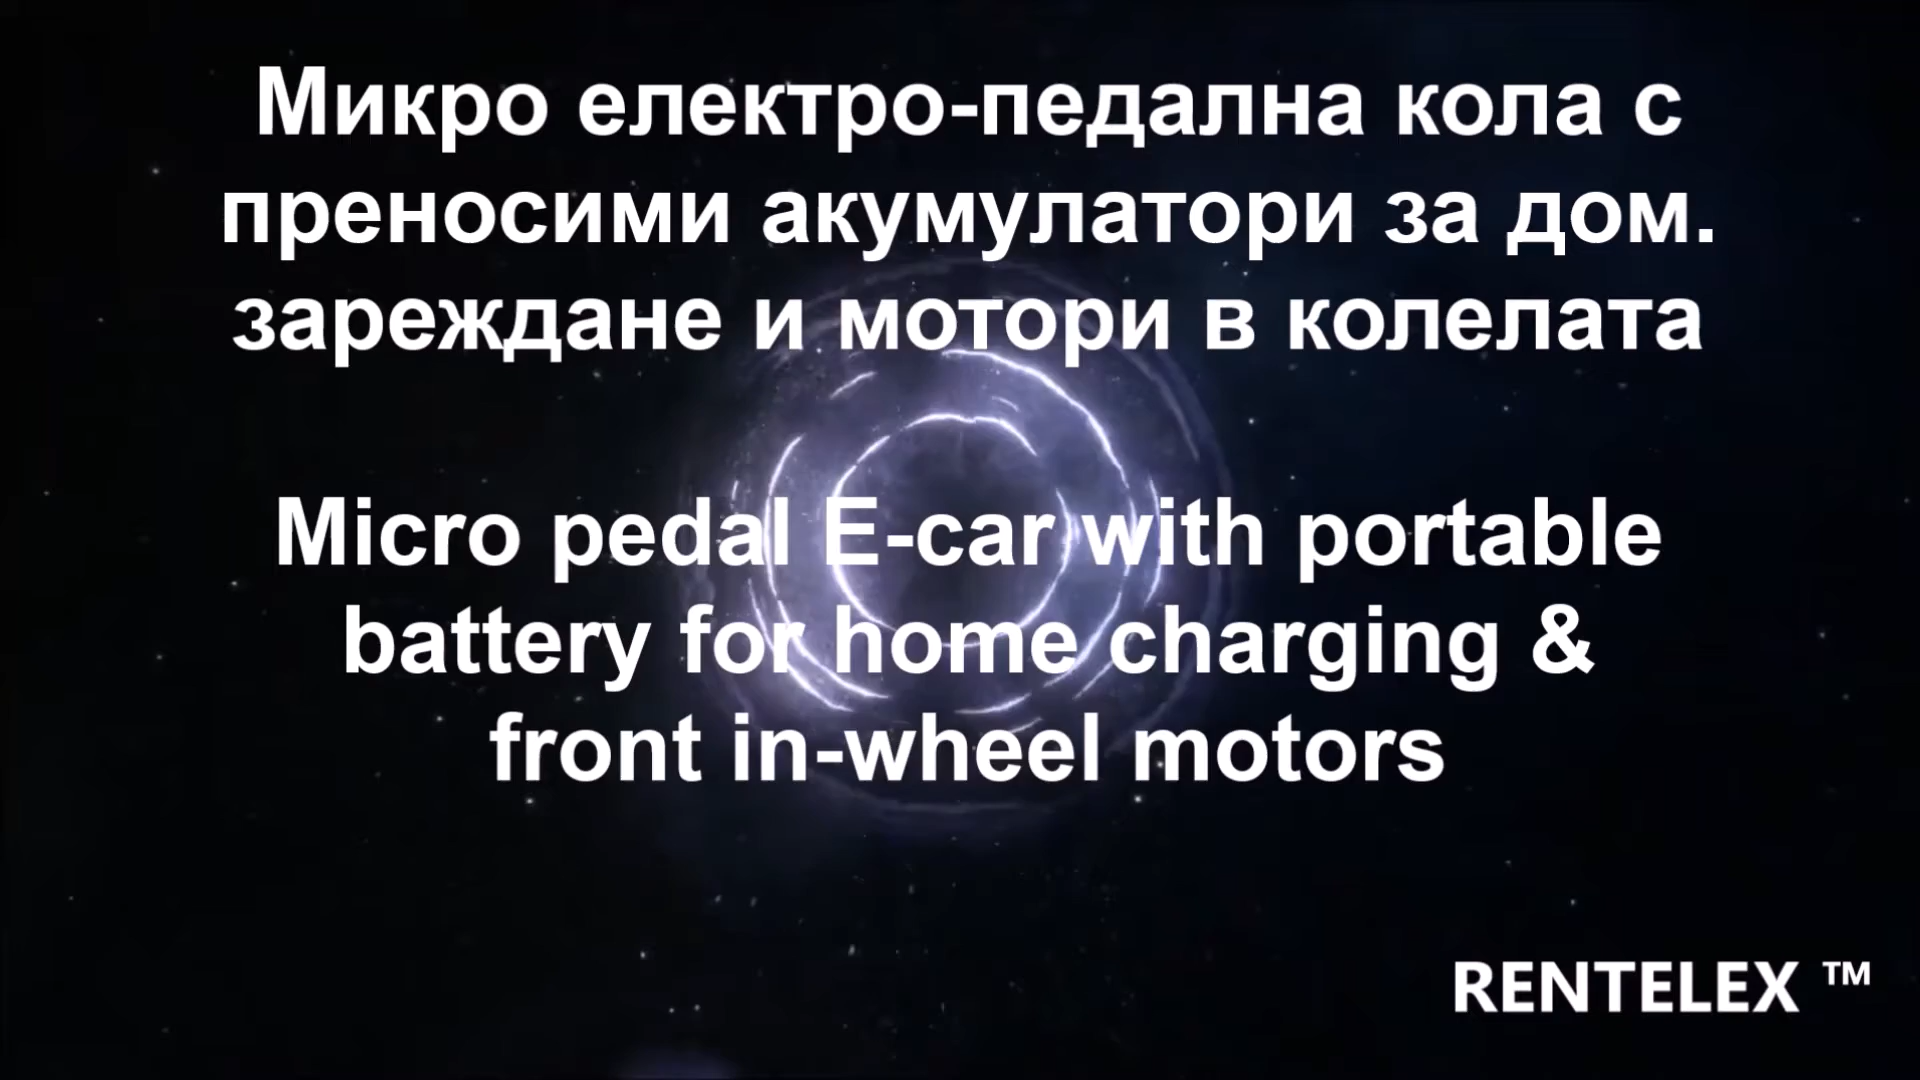 Микро електро-педална кола с
преносими акумулатори за дом.
зареждане и мотори в колелата
Micro pedal E-car with portable
battery for home charging &
front in-wheel motors
RENTELEX ™